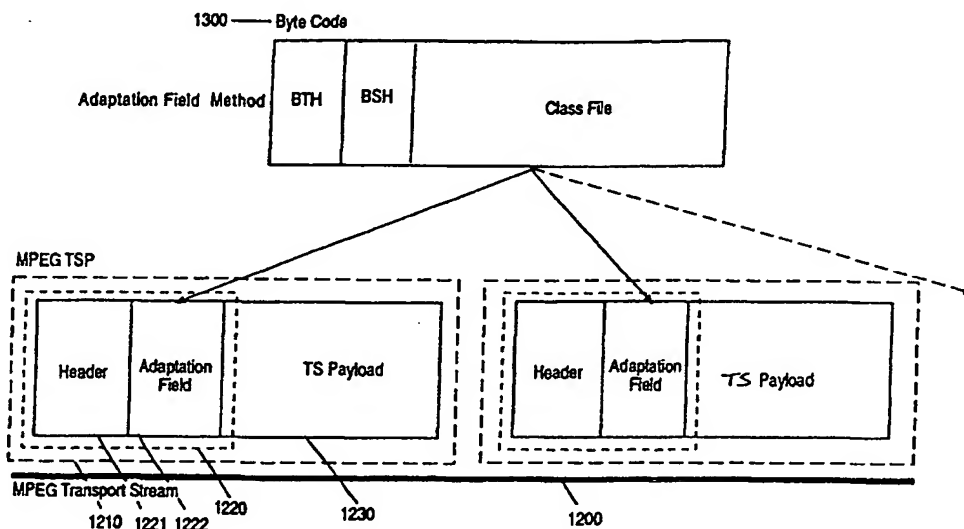 1300 Byte Code
Adaptation Field Method
BTH
BSH
Class File
MPEG TSP
Header
Adaptation
Field
TS Payload
Header
Adaptation
Field
TS Payload
MPEG Transport Stream
1210
1221
1222
1220
1230
1200